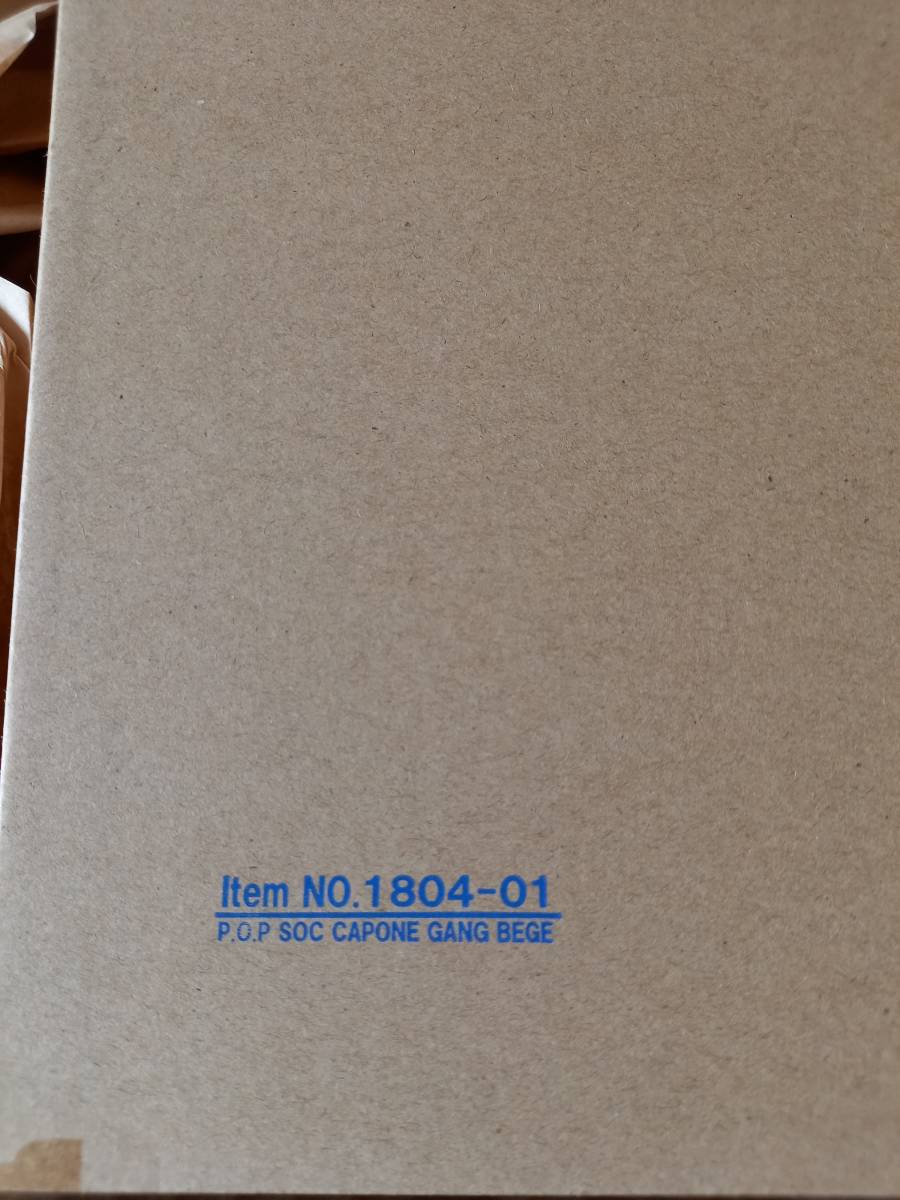 Item NO.1804-01
P.O.P SOC CAPONE GANG BEGE